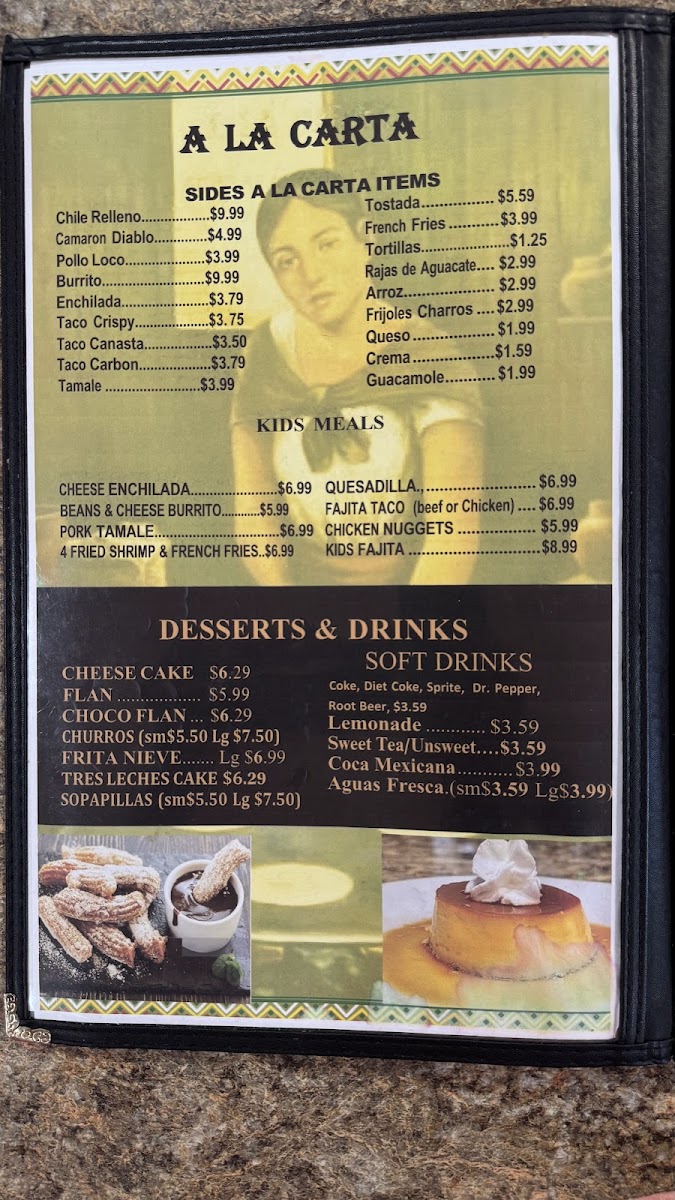 A LA CARTA
SIDES A LA CARTA ITEMS
Chile Relleno..................$9.99
Camaron Diablo.............$4.99
Pollo Loco.....................$3.99
Burrito...........................$9.99
Enchilada.......................$3.79
Taco Crispy...................$3.75
Taco Canasta..................$3.50
Taco Carbon...................$3.79
Tamale .........................$3.99
Tostada................. $5.59
French Fries ............$3.99
Tortillas.......................$1.25
Rajas de Aguacate.... $2.99
Arroz........................ $2.99
Frijoles Charros ....$2.99
Queso.....................$1.99
Crema.....................$1.59
Guacamole........... $1.99
KIDS MEALS
CHEESE ENCHILADA.......................$6.99
BEANS & CHEESE BURRITO............$5.99
PORK TAMALE.................................$6.99
4 FRIED SHRIMP & FRENCH FRIES..$6.99
QUESADILLA.,........................ $6.99
FAJITA TACO (beef or Chicken) .... $6.99
CHICKEN NUGGETS ................. $5.99
KIDS FAJITA .............................$8.99
DESSERTS & DRINKS
CHEESE CAKE $6.29
FLAN ................. $5.99
CHOCO FLAN ... $6.29
CHURROS (sm$5.50 Lg $7.50)
FRITA NIEVE....... Lg $6.99
TRES LECHES CAKE $6.29
SOPAPILLAS (sm$5.50 Lg $7.50)
SOFT DRINKS
Coke, Diet Coke, Sprite, Dr. Pepper,
Root Beer, $3.59
Lemonade ............ $3.59
Sweet Tea/Unsweet....$3.59
Coca Mexicana...........$3.99
Aguas Fresca.(sm$3.59 Lg$3.99)